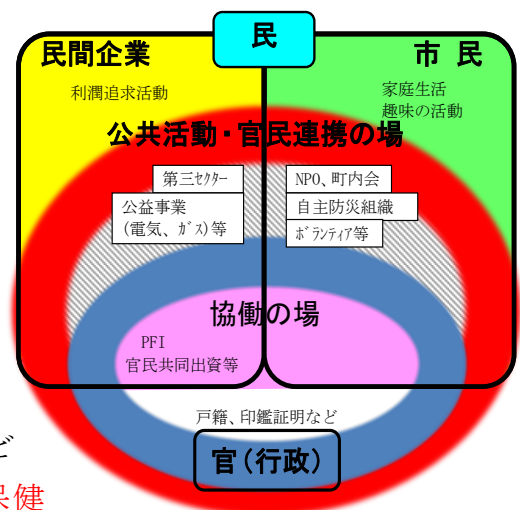 民
民間企業
市 民
利潤追求活動
家庭生活
趣味の活動
公共活動・官民連携の場
第三ｾｸﾀｰ
NPO、町内会
公益事業
(電気、ｶﾞｽ)等
自主防災組織
ﾎﾞﾗﾝﾃｨｱ等
協働の場
PFI
官民共同出資等
戸籍、印鑑証明など
官（行政）
ど
保健